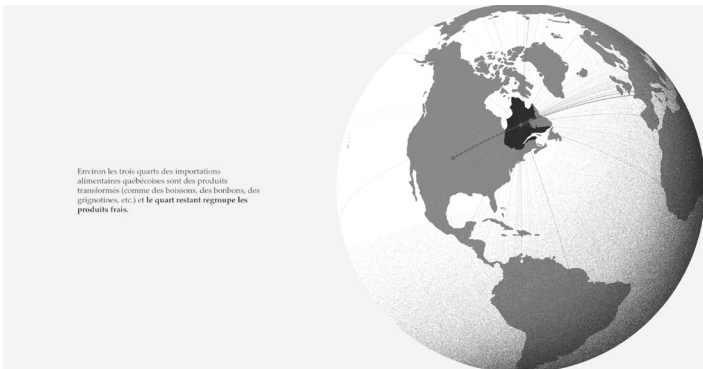 Environ les trois quarts des importations
alimentaires québécoises sont des produits
transformés (comme des boissons, des bonbons, des
grignotines, etc.) et le quart restant regroupe les
produits frais.